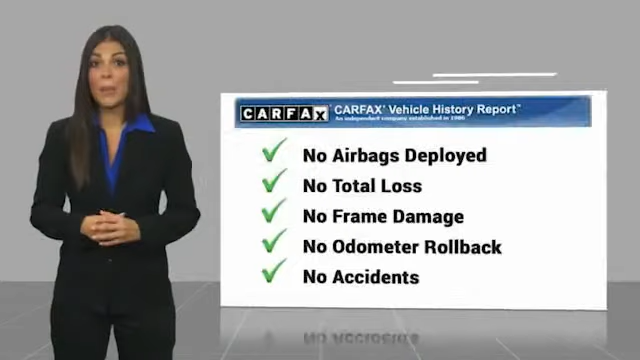 CARFAX CARFAX Vehicle History Report™
An independent company established in 1986
No Airbags Deployed
No Total Loss
No Frame Damage
No Odometer Rollback
No Accidents